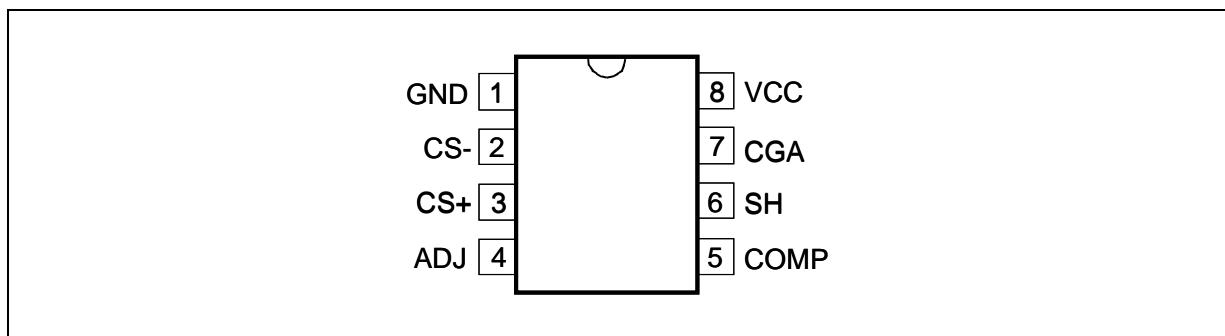 GND 1 8 VCC
CS- 2 7 CGA
CS+ 3 6 SH
ADJ 4 5 COMP